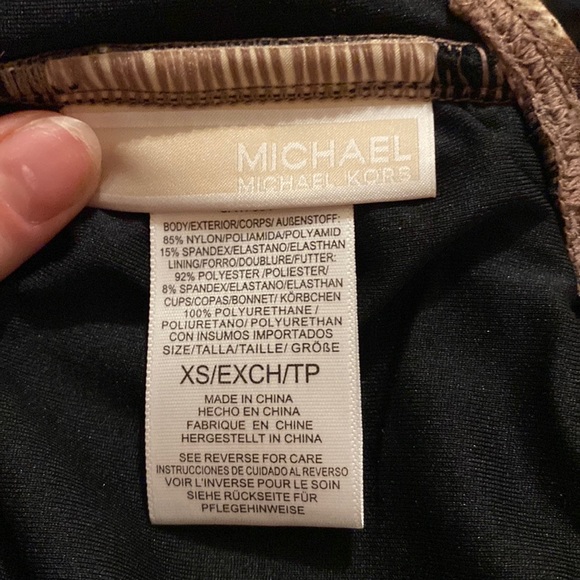 MICHAEL
MICHAEL KORS
BODY/EXTERIOR/CORPS/ AUßENSTOFF:
85% NYLON/POLIAMIDA/POLYAMID
15% SPANDEX/ELASTANO/ELASTHAN
LINING/FORRO/DOUBLURE/FUTTER:
92% POLYESTER /POLIESTER/
8% SPANDEX/ELASTANO/ELASTHAN
CUPS/COPAS/BONNET/ KÖRBCHEN
100% POLYURETHANE /
POLIURETANO/ POLYURETHAN
CON INSUMOS IMPORTADOS
SIZE/TALLA/TAILLE/ GRÖßE
XS/EXCH/TP
MADE IN CHINA
HECHO EN CHINA
FABRIQUE EN CHINE
HERGESTELLT IN CHINA
SEE REVERSE FOR CARE
INSTRUCCIONES DE CUIDADO AL REVERSO
VOIR L'INVERSE POUR LE SOIN
SIEHE RÜCKSEITE FÜR
PFLEGEHINWEISE